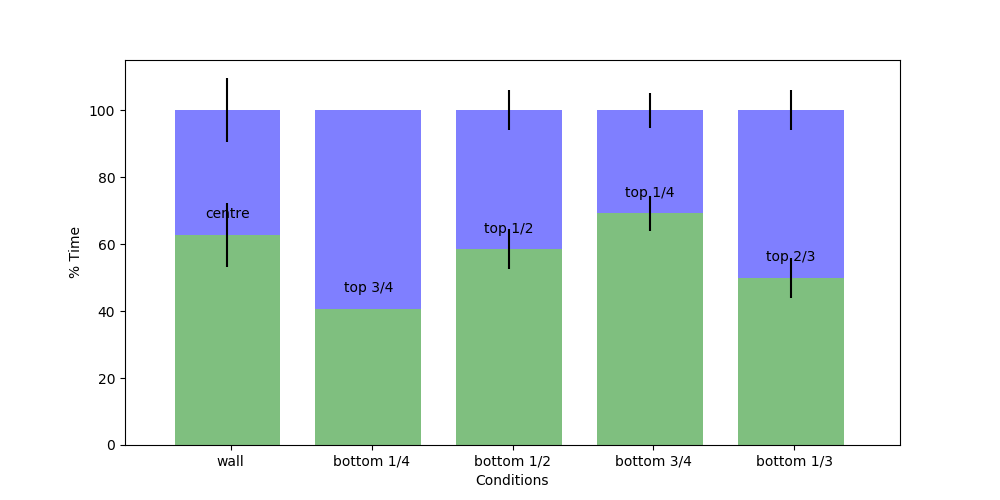 100
80
60
40
20
0
% Time
centre
top 3/4
top 1/2
top 1/4
top 2/3
wall
bottom 1/4
bottom 1/2
bottom 3/4
bottom 1/3
Conditions